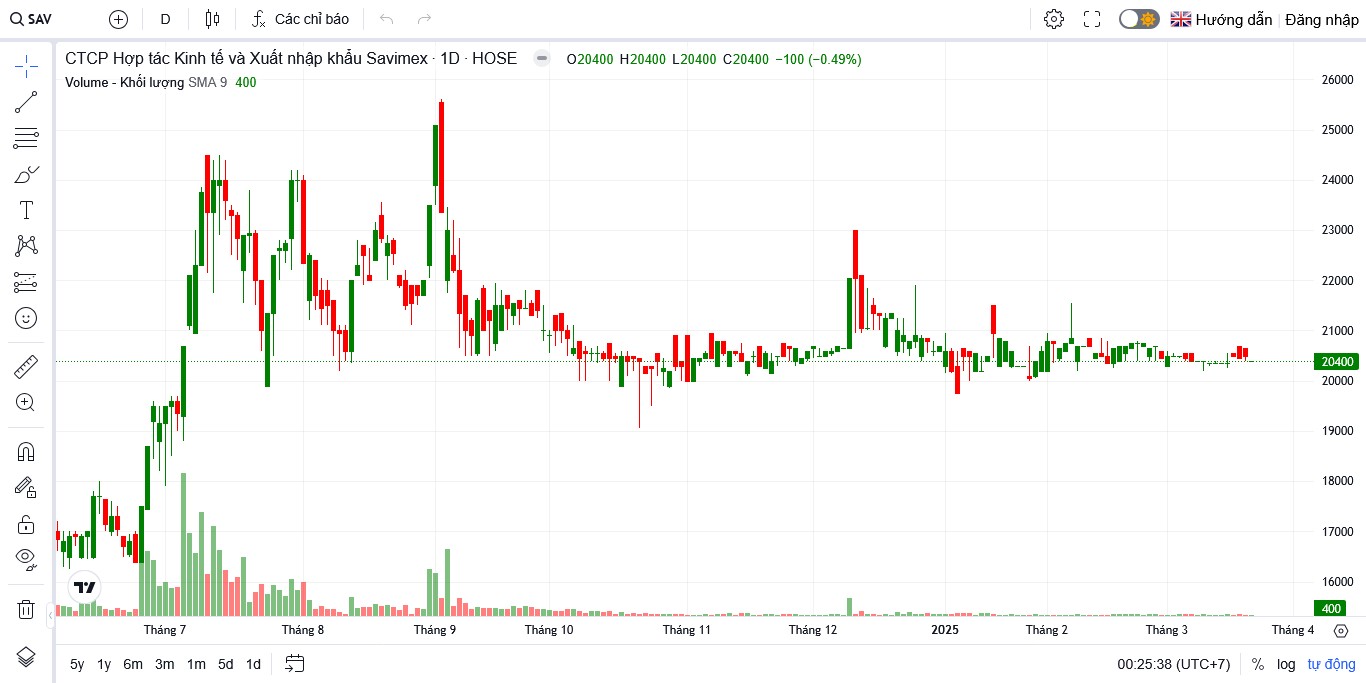 SAV D Các chỉ báo Hướng dẫn Đăng nhập
CTCP Hợp tác Kinh tế và Xuất nhập khẩu Savimex · 1D · HOSE O20400 H20400 L20400 C20400 −100 (−0.49%)
Volume - Khối lượng SMA 9 400
26000
25000
24000
23000
22000
21000
20400
20000
19000
18000
17000
16000
400
Tháng 7 Tháng 8 Tháng 9 Tháng 10 Tháng 11 Tháng 12 2025 Tháng 2 Tháng 3 Tháng 4
5y 1y 6m 3m 1m 5d 1d 00:25:38 (UTC+7) % log tự động